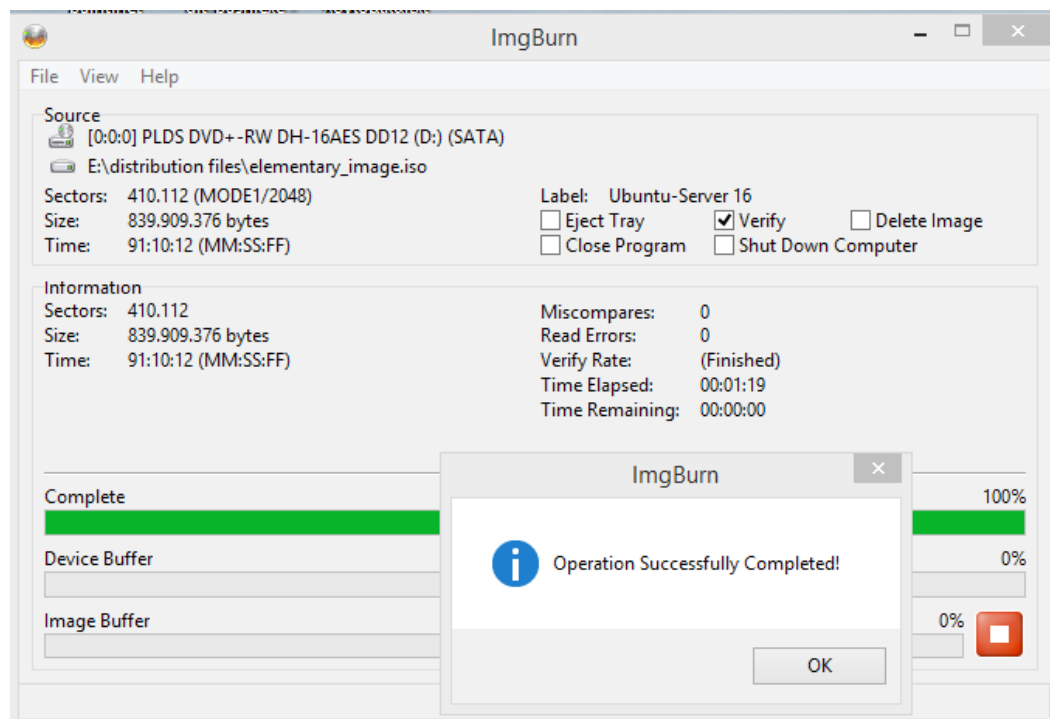 ImgBurn
File View Help
Source
[0:0:0] PLDS DVD+-RW DH-16AES DD12 (D:) (SATA)
E:\distribution files\elementary_image.iso
Sectors: 410.112 (MODE1/2048) Label: Ubuntu-Server 16
Size: 839.909.376 bytes Eject Tray Verify Delete Image
Time: 91:10:12 (MM:SS:FF) Close Program Shut Down Computer
Information
Sectors: 410.112 Miscompares: 0
Size: 839.909.376 bytes Read Errors: 0
Time: 91:10:12 (MM:SS:FF) Verify Rate: (Finished)
Time Elapsed: 00:01:19
Time Remaining: 00:00:00
ImgBurn
Complete 100%
Operation Successfully Completed!
Device Buffer 0%
Image Buffer 0%
OK